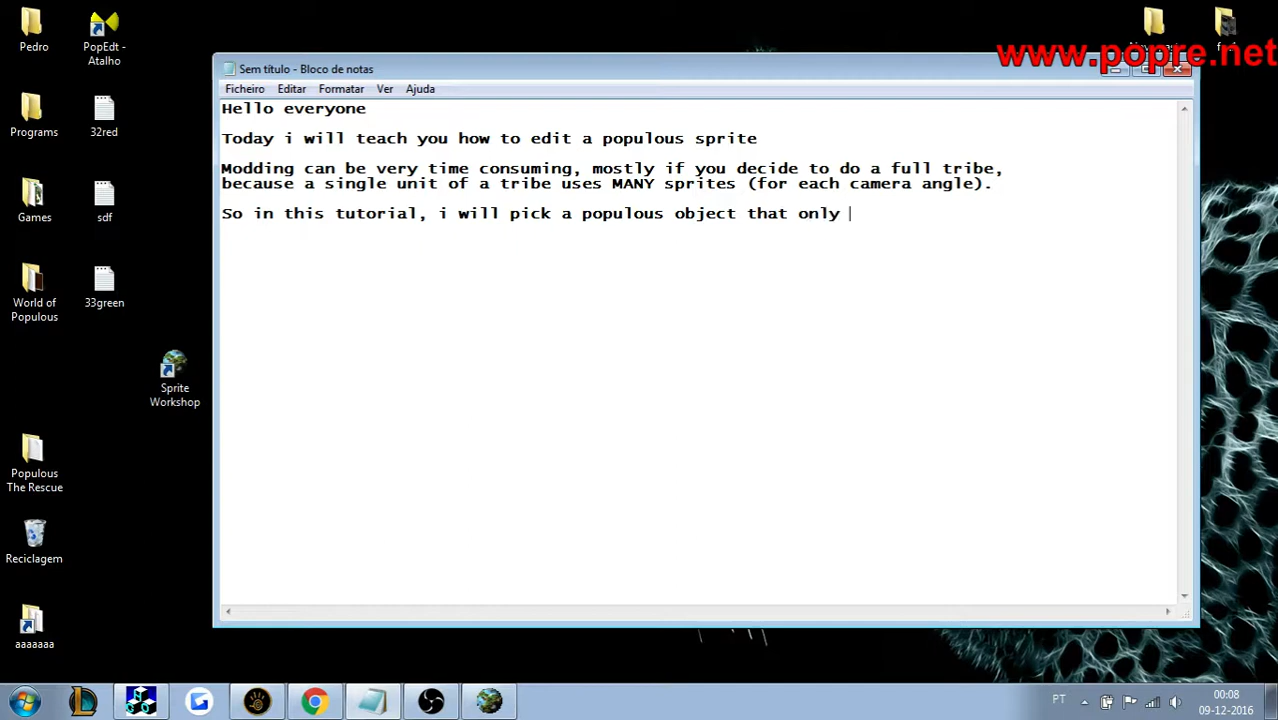 www.popre.net
Pedro
PopEdt -
Atalho
Programs
32red
Games
sdf
World of
Populous
33green
Sprite
Workshop
Populous
The Rescue
Reciclagem
aaaaaaa
Sem título - Bloco de notas
Ficheiro Editar Formatar Ver Ajuda
Hello everyone
Today i will teach you how to edit a populous sprite
Modding can be very time consuming, mostly if you decide to do a full tribe,
because a single unit of a tribe uses MANY sprites (for each camera angle).
So in this tutorial, i will pick a populous object that only
PT
00:08
09-12-2016